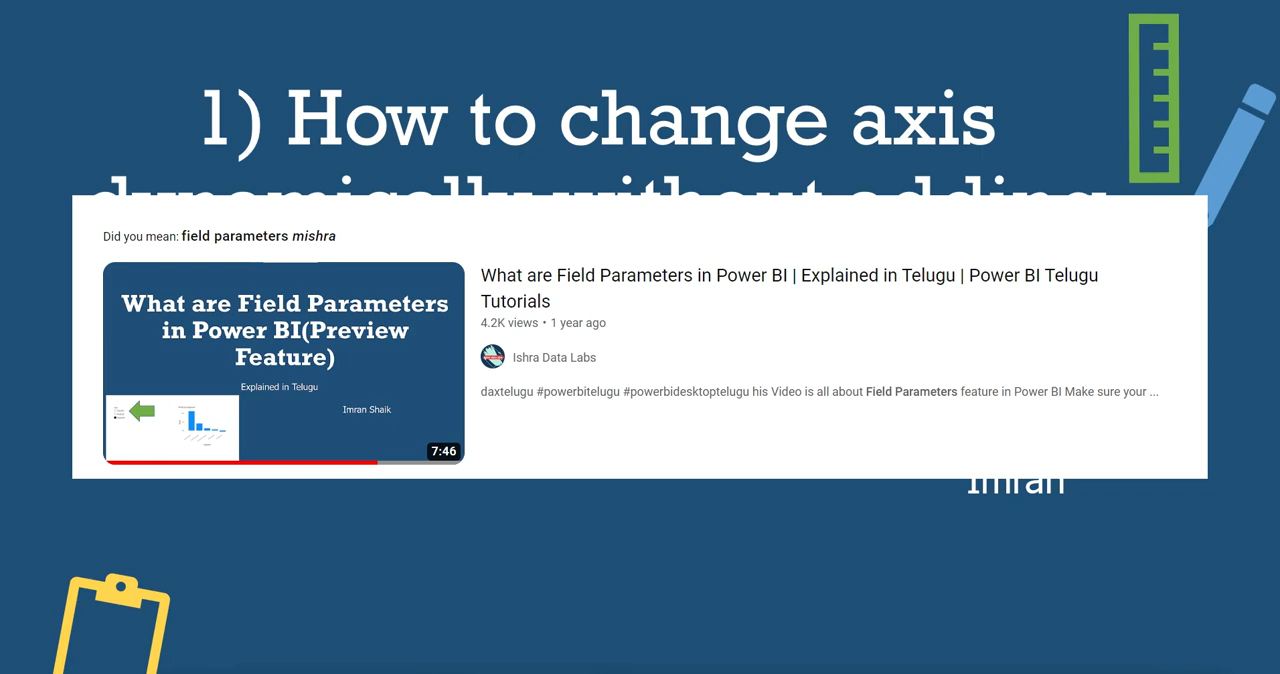 1) How to change axis
dynamically without adding
Did you mean: field parameters mishra
What are Field Parameters
in Power BI(Preview
Feature)
Explained in Telugu
Imran Shaik
7:46
What are Field Parameters in Power BI | Explained in Telugu | Power BI Telugu
Tutorials
4.2K views • 1 year ago
Ishra Data Labs
daxtelugu #powerbitelugu #powerbidesktoptelugu his Video is all about Field Parameters feature in Power BI Make sure your ...
Imran